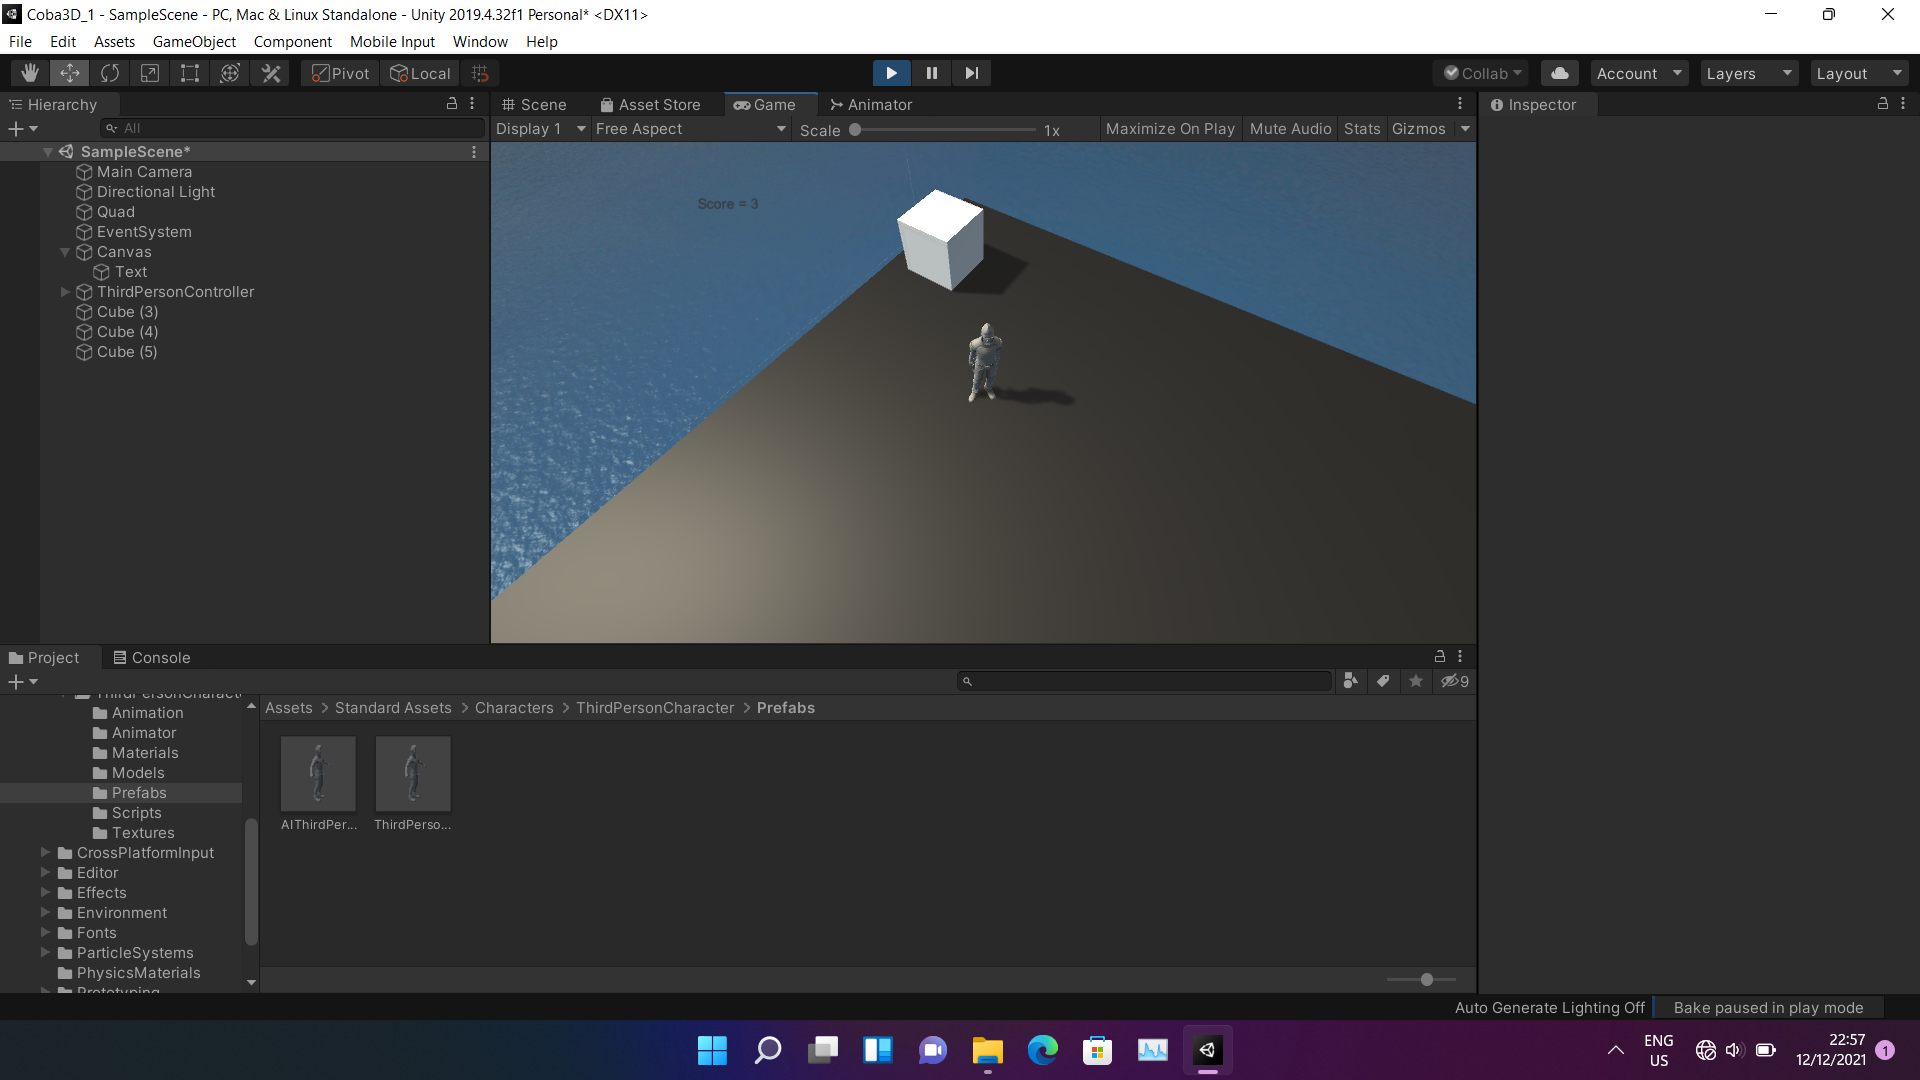 Coba3D_1 - SampleScene - PC, Mac & Linux Standalone - Unity 2019.4.32f1 Personal* <DX11>
File Edit Assets GameObject Component Mobile Input Window Help
Pivot Local Collab Account Layers Layout
Hierarchy Scene Asset Store Game Animator Inspector
All Display 1 Free Aspect Scale 1x Maximize On Play Mute Audio Stats Gizmos
SampleScene*
Main Camera
Directional Light
Quad
EventSystem
Canvas
Text
ThirdPersonController
Cube (3)
Cube (4)
Cube (5)
Score = 3
Project Console
9
ThirdPersonCharact
Assets > Standard Assets > Characters > ThirdPersonCharacter > Prefabs
Animation
Animator
Materials
Models
Prefabs
Scripts
Textures
CrossPlatformInput
Editor
Effects
Environment
Fonts
ParticleSystems
PhysicsMaterials
Prototyping
AIThirdPer... ThirdPerso...
Auto Generate Lighting Off Bake paused in play mode
ENG
US
22:57
12/12/2021
1